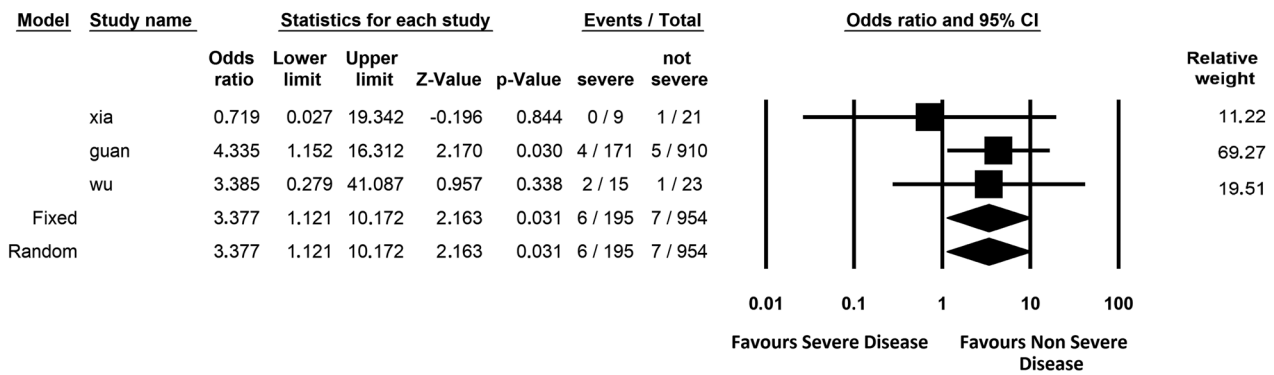 Model Study name Statistics for each study Events / Total Odds ratio and 95% CI
Odds ratio Lower limit Upper limit Z-Value p-Value severe not severe Relative weight
xia 0.719 0.027 19.342 -0.196 0.844 0 / 9 1 / 21 11.22
guan 4.335 1.152 16.312 2.170 0.030 4 / 171 5 / 910 69.27
wu 3.385 0.279 41.087 0.957 0.338 2 / 15 1 / 23 19.51
Fixed 3.377 1.121 10.172 2.163 0.031 6 / 195 7 / 954
Random 3.377 1.121 10.172 2.163 0.031 6 / 195 7 / 954
0.01 0.1 1 10 100
Favours Severe Disease Favours Non Severe
Disease